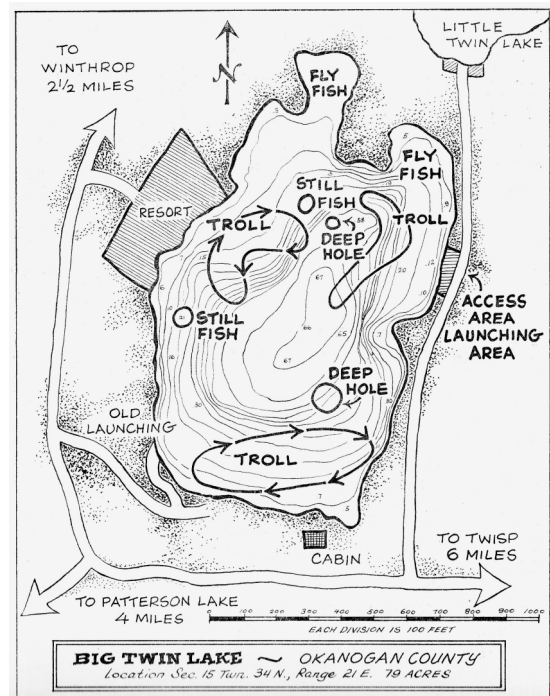 LITTLE
TWIN LAKE
TO
WINTHROP
2 1/2 MILES
N
FLY
FISH
FLY
FISH
RESORT
STILL
FISH
TROLL
TROLL
DEEP
HOLE
STILL
FISH
ACCESS
AREA
LAUNCHING
AREA
DEEP
HOLE
OLD
LAUNCHING
TROLL
CABIN
TO TWISP
6 MILES
TO PATTERSON LAKE
4 MILES
0 100 200 300 400 500 600 700 800 900 1000
EACH DIVISION IS 100 FEET
BIG TWIN LAKE ~ OKANOGAN COUNTY
Location Sec. 15 Twn. 34 N., Range 21 E. 79 ACRES